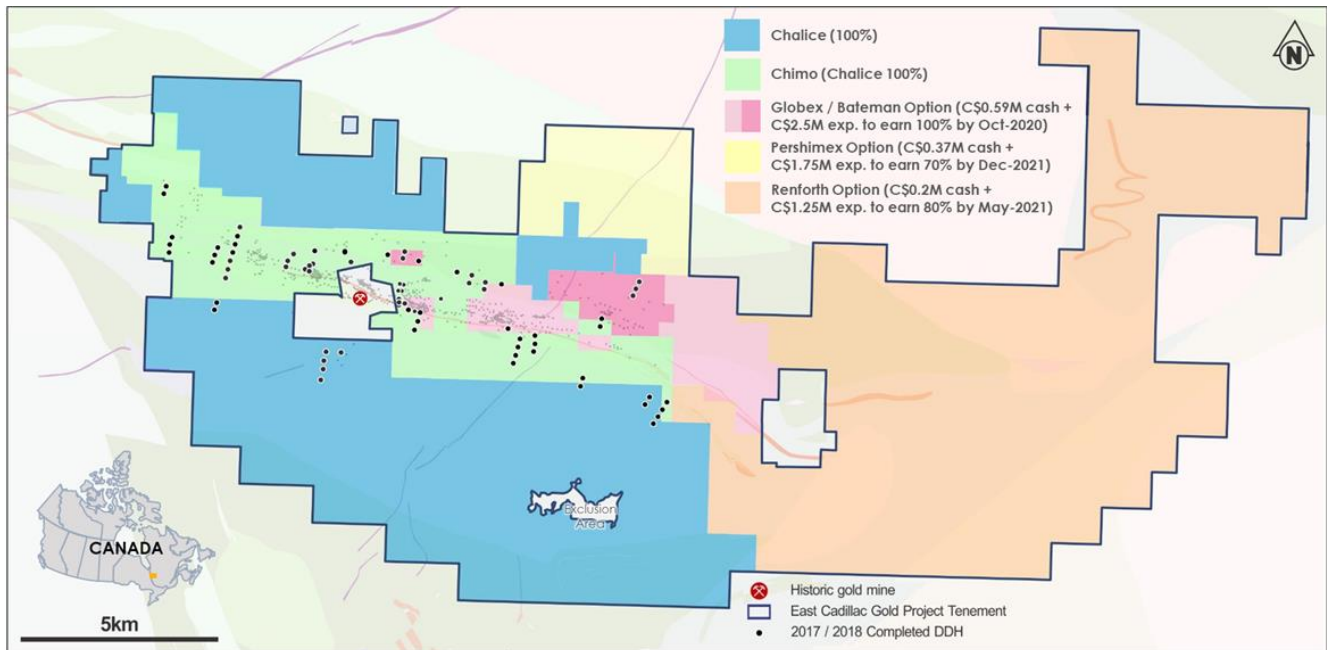 Chalice (100%)
N
Chimo (Chalice 100%)
Globex / Bateman Option (C$0.59M cash +
C$2.5M exp. to earn 100% by Oct-2020)
Pershimex Option (C$0.37M cash +
C$1.75M exp. to earn 70% by Dec-2021)
Renforth Option (C$0.2M cash +
C$1.25M exp. to earn 80% by May-2021)
Exclusion
Area
CANADA
5km
Historic gold mine
East Cadillac Gold Project Tenement
2017 / 2018 Completed DDH